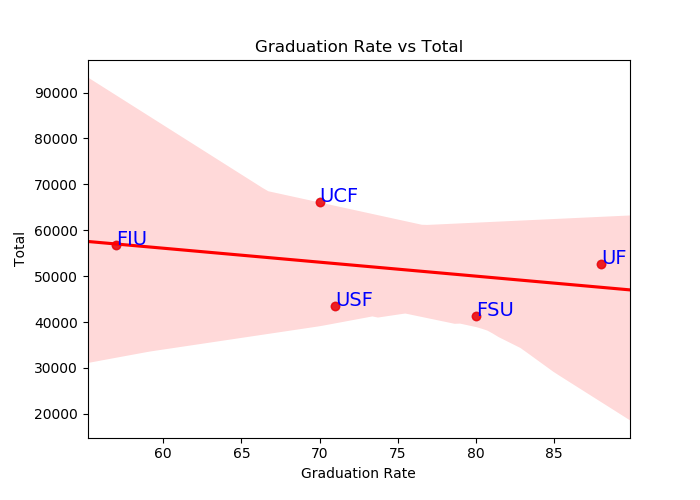 Graduation Rate vs Total
90000
80000
70000
60000
50000
40000
30000
20000
Total
UCF
FIU
UF
USF
FSU
60 65 70 75 80 85
Graduation Rate